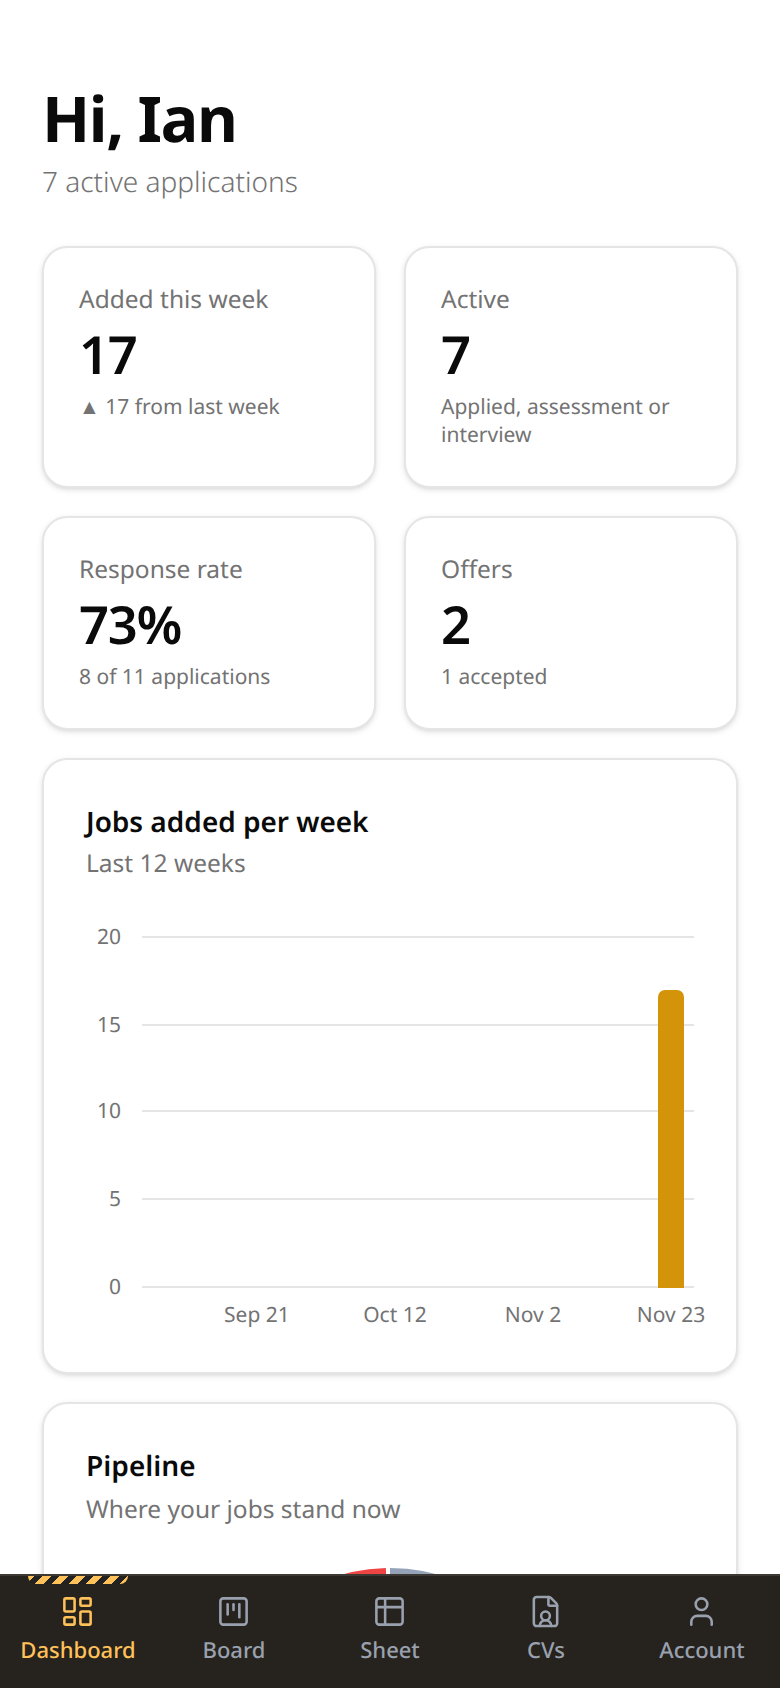 Hi, Ian
7 active applications
Added this week
17
▲ 17 from last week
Active
7
Applied, assessment or
interview
Response rate
73%
8 of 11 applications
Offers
2
1 accepted
Jobs added per week
Last 12 weeks
20
15
10
5
0
Sep 21
Oct 12
Nov 2
Nov 23
Pipeline
Where your jobs stand now
Dashboard
Board
Sheet
CVs
Account